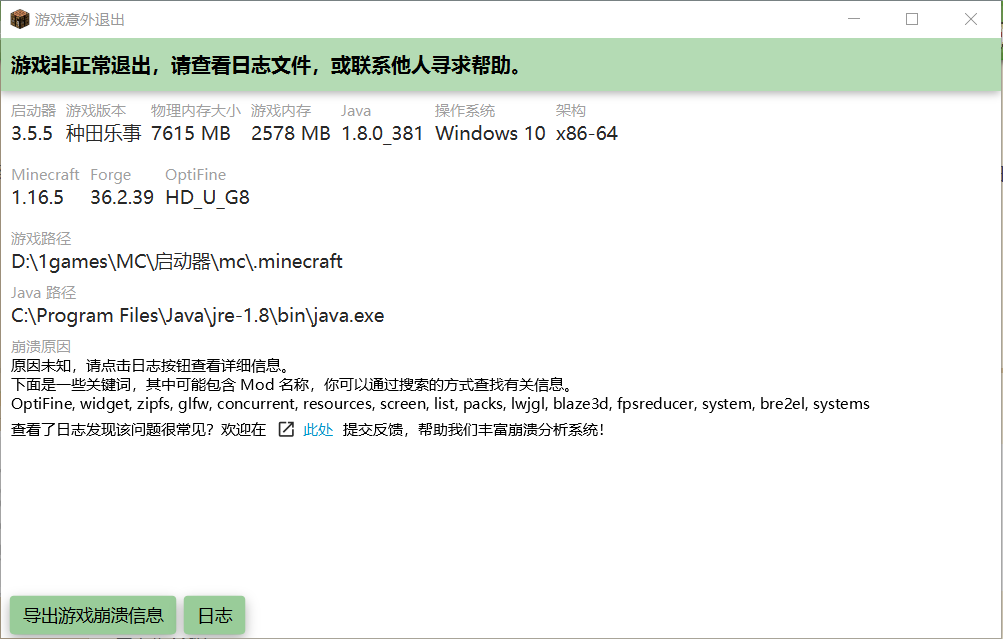 游戏意外退出
游戏非正常退出，请查看日志文件，或联系他人寻求帮助。
启动器 游戏版本 物理内存大小 游戏内存 Java 操作系统 架构
3.5.5 种田乐事 7615 MB 2578 MB 1.8.0_381 Windows 10 x86-64
Minecraft Forge OptiFine
1.16.5 36.2.39 HD_U_G8
游戏路径
D:\1games\MC\启动器\mc\.minecraft
Java 路径
C:\Program Files\Java\jre-1.8\bin\java.exe
崩溃原因
原因未知，请点击日志按钮查看详细信息。
下面是一些关键词，其中可能包含 Mod 名称，你可以通过搜索的方式查找有关信息。
OptiFine, widget, zipfs, glfw, concurrent, resources, screen, list, packs, lwjgl, blaze3d, fpsreducer, system, bre2el, systems
查看了日志发现该问题很常见？欢迎在 此处 提交反馈，帮助我们丰富崩溃分析系统！
导出游戏崩溃信息 日志